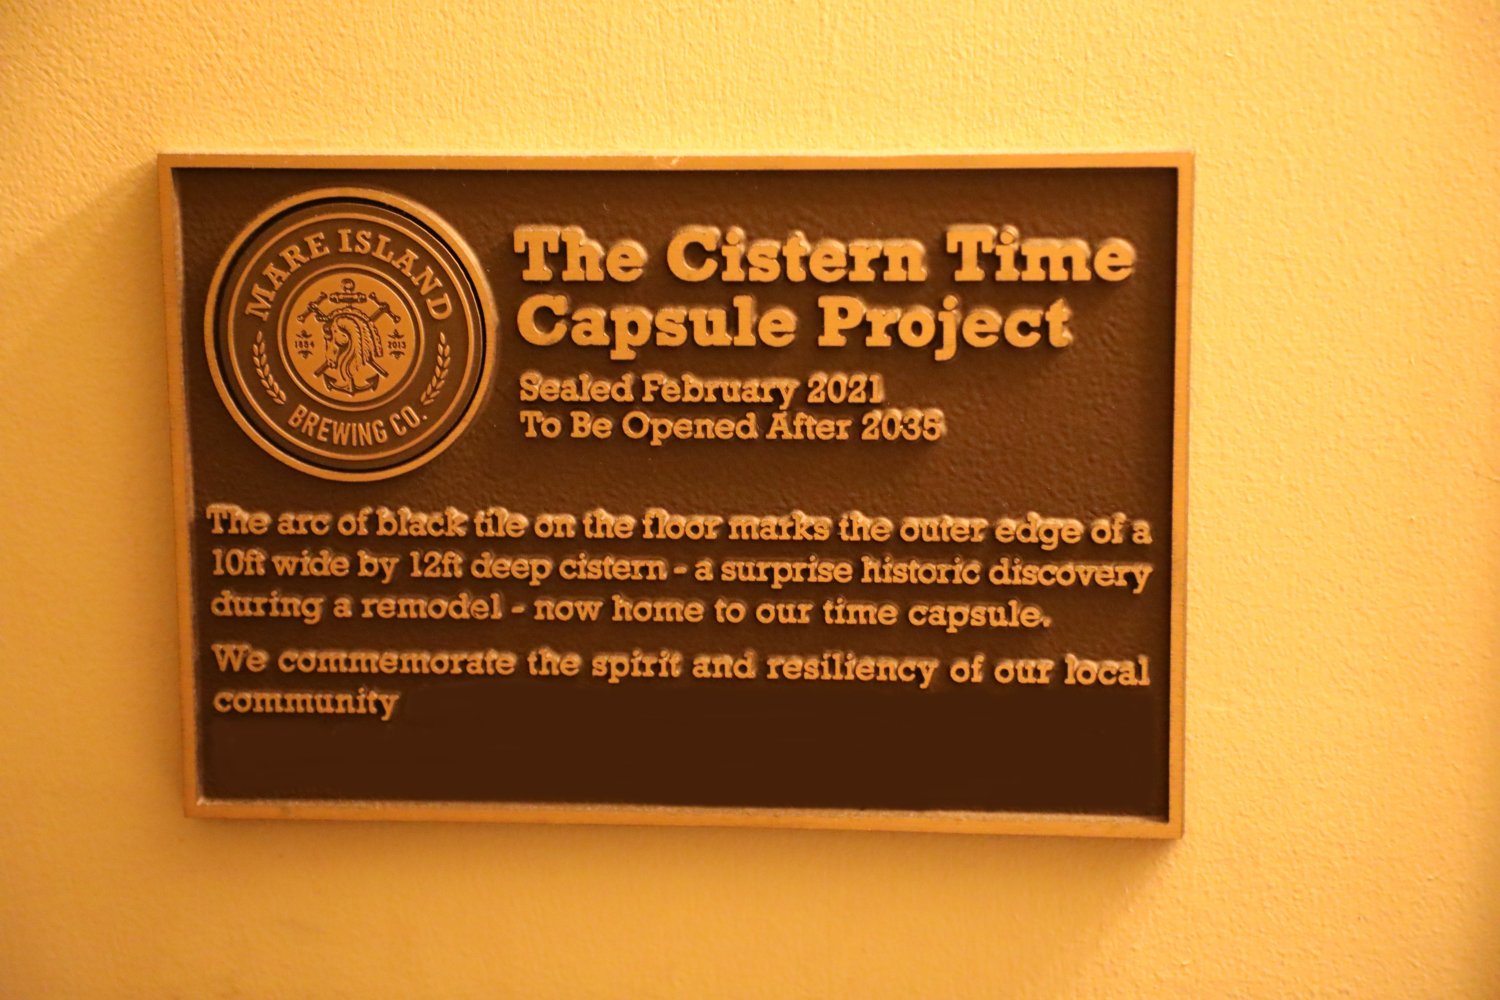 MARE ISLAND
1854 2013
BREWING CO.
The Cistern Time
Capsule Project
Sealed February 2021
To Be Opened After 2035
The arc of black tile on the floor marks the outer edge of a
10ft wide by 12ft deep cistern - a surprise historic discovery
during a remodel - now home to our time capsule.
We commemorate the spirit and resiliency of our local
community